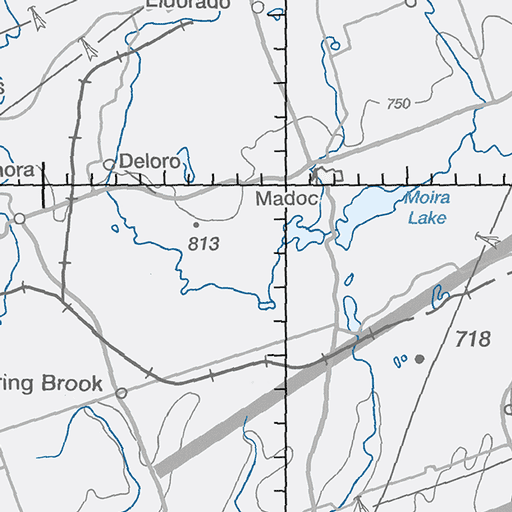 Eldorado
s
750
nora
Deloro
Madoc
Moira
Lake
813
718
ring Brook